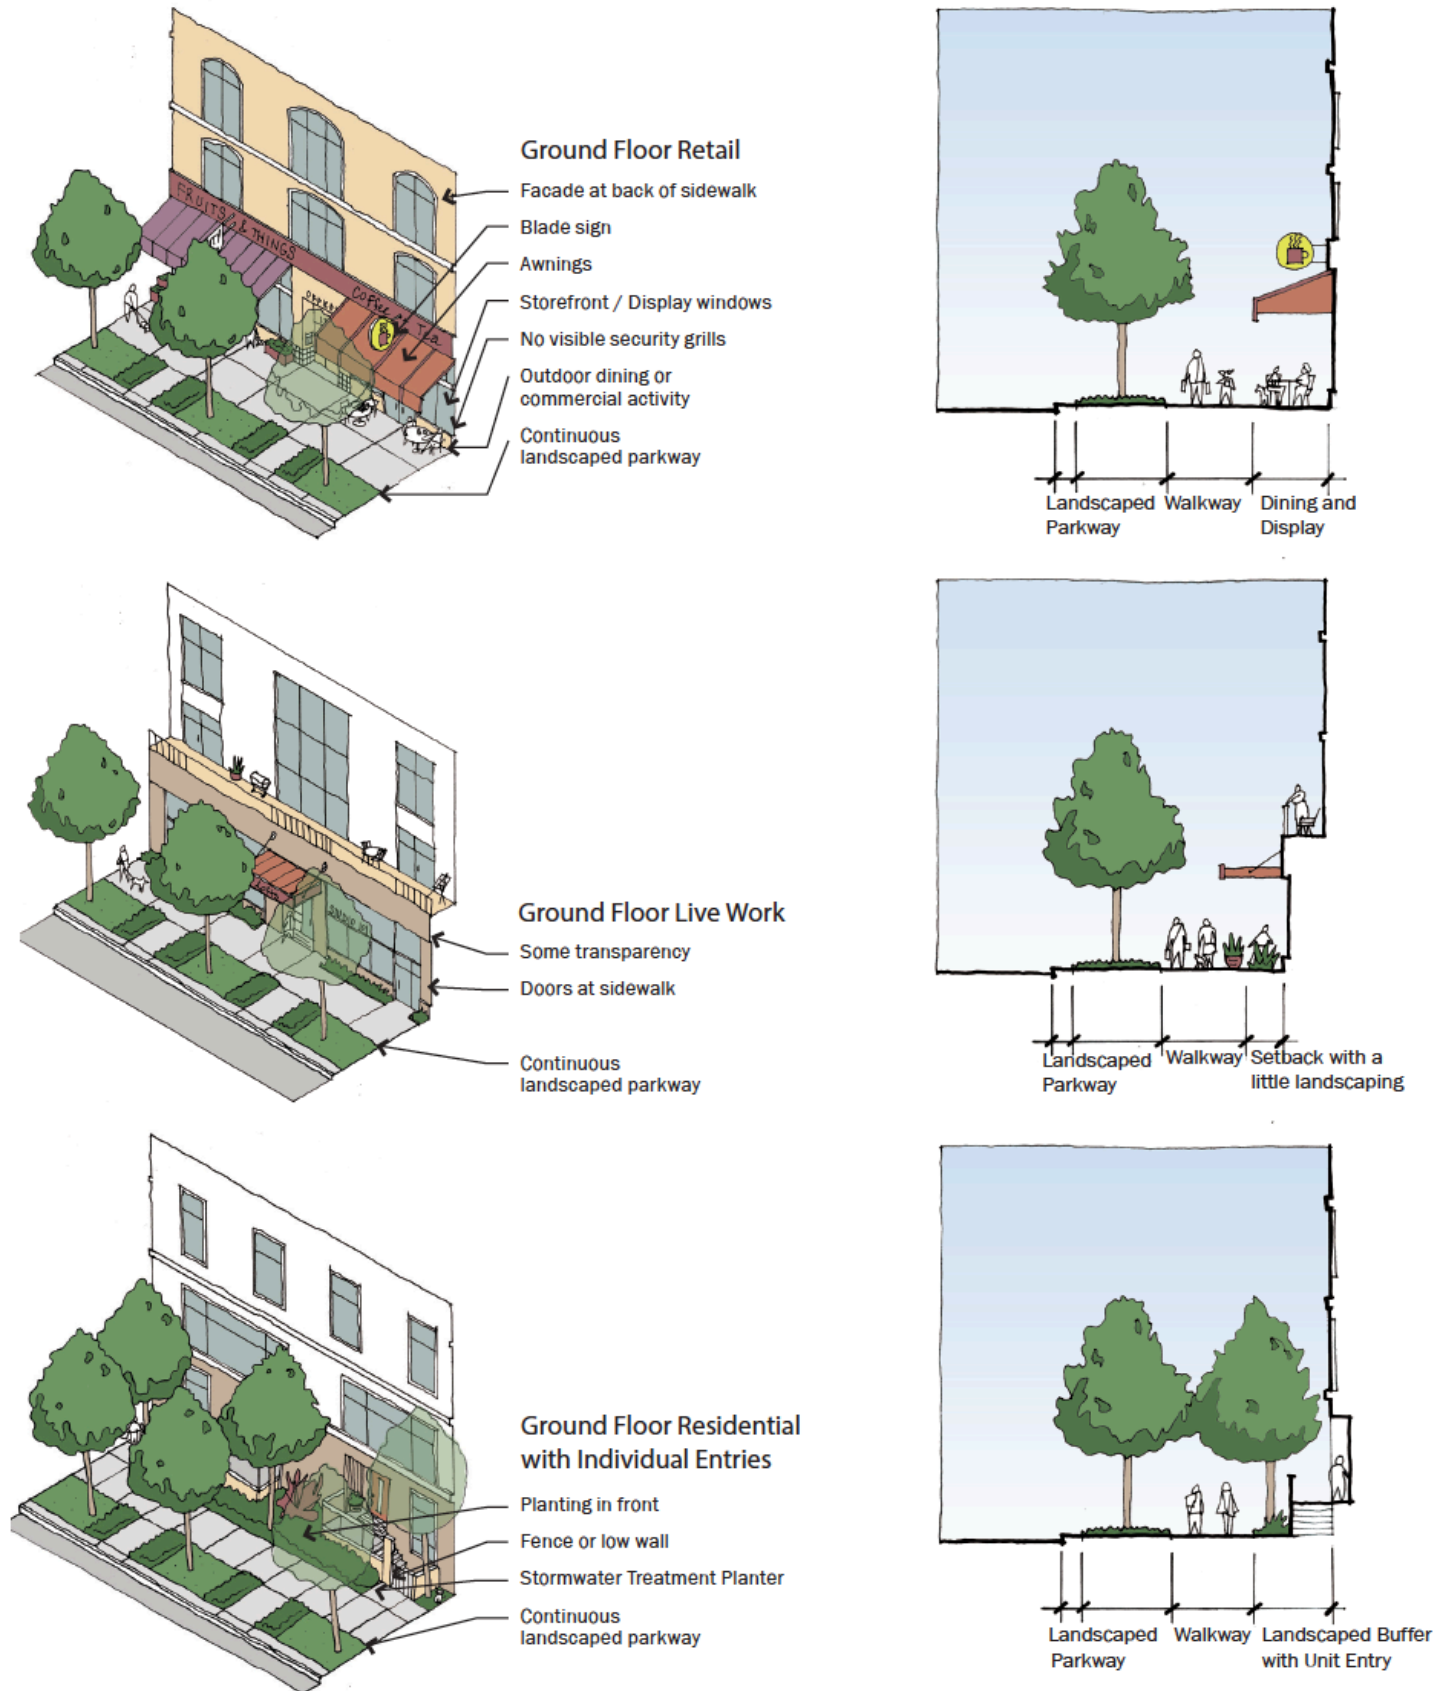 Ground Floor Retail
Facade at back of sidewalk
Blade sign
Awnings
Storefront / Display windows
No visible security grills
Outdoor dining or
commercial activity
Continuous
landscaped parkway
FRUITS & THINGS
Coffee Tea
Landscaped
Parkway
Walkway
Dining and
Display
Ground Floor Live Work
Some transparency
Doors at sidewalk
Continuous
landscaped parkway
Landscaped
Parkway
Walkway
Setback with a
little landscaping
Ground Floor Residential
with Individual Entries
Planting in front
Fence or low wall
Stormwater Treatment Planter
Continuous
landscaped parkway
Landscaped
Parkway
Walkway
Landscaped Buffer
with Unit Entry